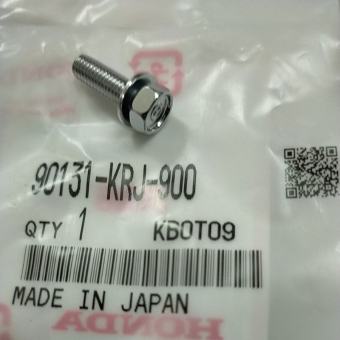 90131-KRJ-900
QTY 1 KBOT09
MADE IN JAPAN
HONDA